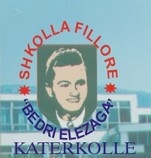 SHKOLLA FILLORE
"BEDRI ELEZAGA"
KATERKOLLE